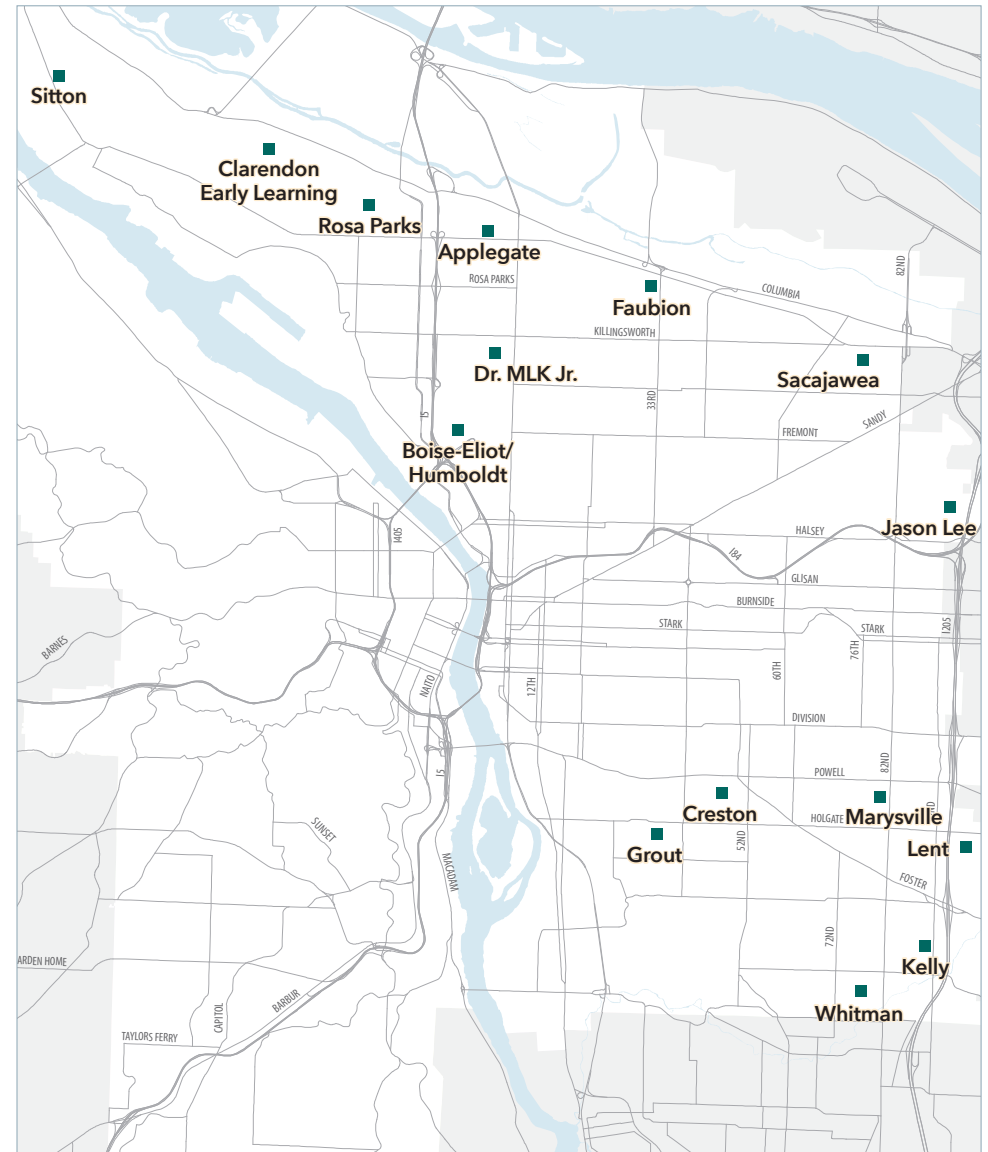 Sitton
Clarendon
Early Learning
Rosa Parks
Applegate
82ND
ROSA PARKS
COLUMBIA
Faubion
KILLINGSWORTH
Dr. MLK Jr.
Sacajawea
33RD
I5
SANDY
FREMONT
Boise-Eliot/
Humboldt
Jason Lee
I405
HALSEY
I84
GLISAN
BURNSIDE
STARK
STARK
I205
BARNES
76TH
60TH
NAITO
12TH
DIVISION
82ND
I5
POWELL
Creston
HOLGATE
Marysville
SUNSET
52ND
Grout
Lent
MACADAM
FOSTER
72ND
ARDEN HOME
Kelly
BARBUR
Whitman
CAPITOL
TAYLORS FERRY